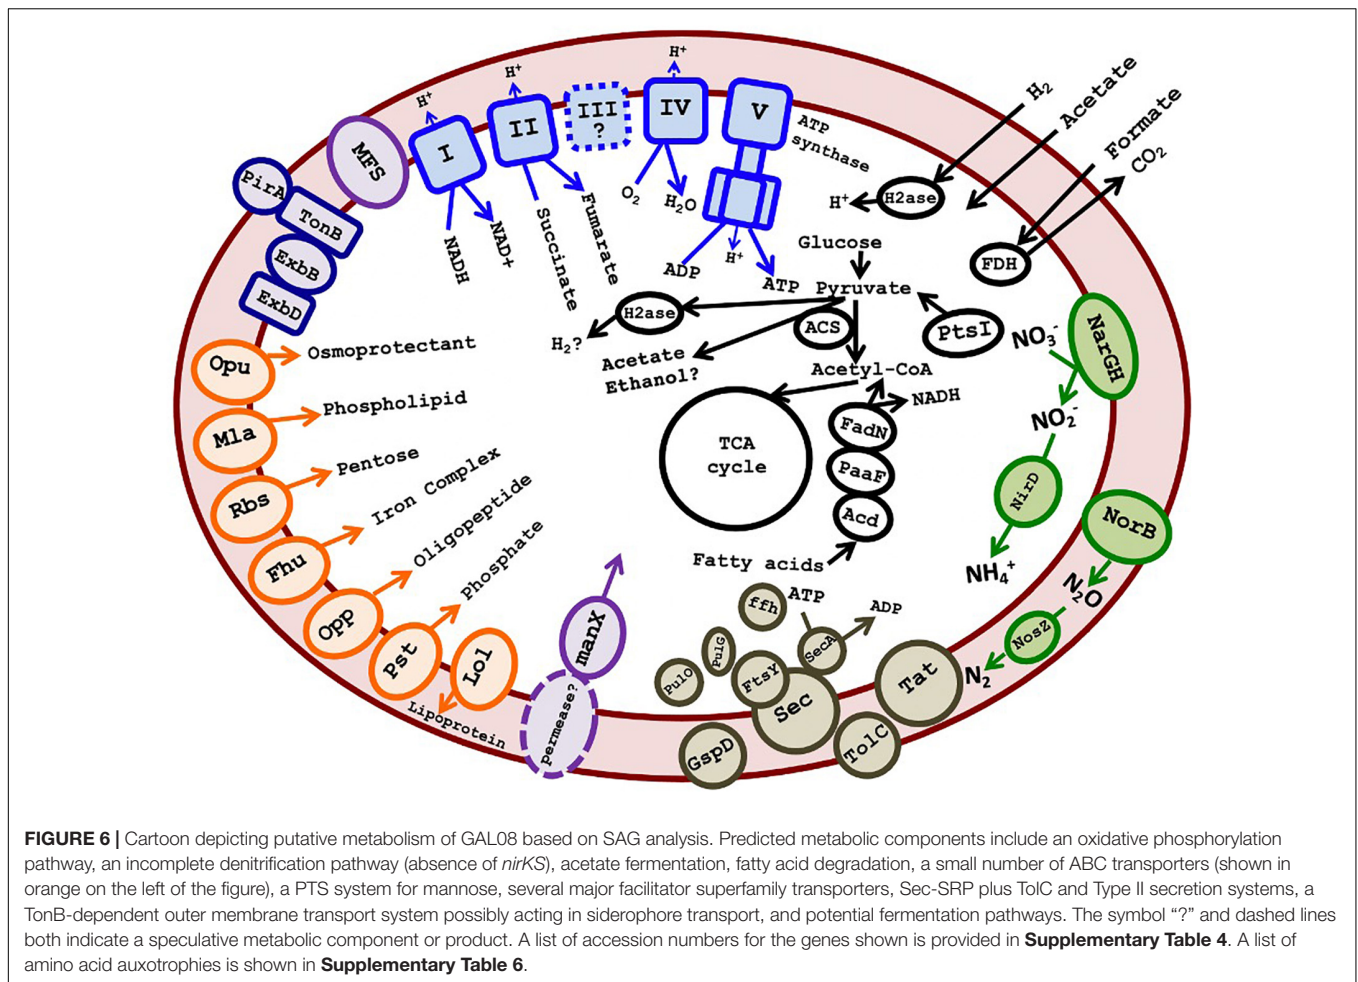 H⁺
H⁺
H⁺
I
II
III
?
IV
V
ATP
synthase
MFS
PirA
TonB
ExbB
ExbD
NADH
NAD+
Succinate
Fumarate
O₂
H₂O
ADP
H⁺
ATP
H₂
Acetate
Formate
CO₂
H⁺
H2ase
FDH
Glucose
Pyruvate
H2ase
H₂?
Acetate
Ethanol?
ACS
PtsI
Acetyl-CoA
NADH
FadN
PaaF
Acd
Fatty acids
TCA
cycle
NO₃⁻
NarGH
NO₂⁻
NirD
NH₄⁺
NorB
N₂O
NosZ
N₂
Opu
Osmoprotectant
Mla
Phospholipid
Rbs
Pentose
Fhu
Iron Complex
Opp
Oligopeptide
Pst
Phosphate
Lol
Lipoprotein
manX
permease?
ffh
ATP
ADP
PulG
PulO
FtsY
SecA
Sec
GspD
TolC
Tat
FIGURE 6 | Cartoon depicting putative metabolism of GAL08 based on SAG analysis. Predicted metabolic components include an oxidative phosphorylation
pathway, an incomplete denitrification pathway (absence of nirKS), acetate fermentation, fatty acid degradation, a small number of ABC transporters (shown in
orange on the left of the figure), a PTS system for mannose, several major facilitator superfamily transporters, Sec-SRP plus TolC and Type II secretion systems, a
TonB-dependent outer membrane transport system possibly acting in siderophore transport, and potential fermentation pathways. The symbol “?” and dashed lines
both indicate a speculative metabolic component or product. A list of accession numbers for the genes shown is provided in Supplementary Table 4. A list of
amino acid auxotrophies is shown in Supplementary Table 6.